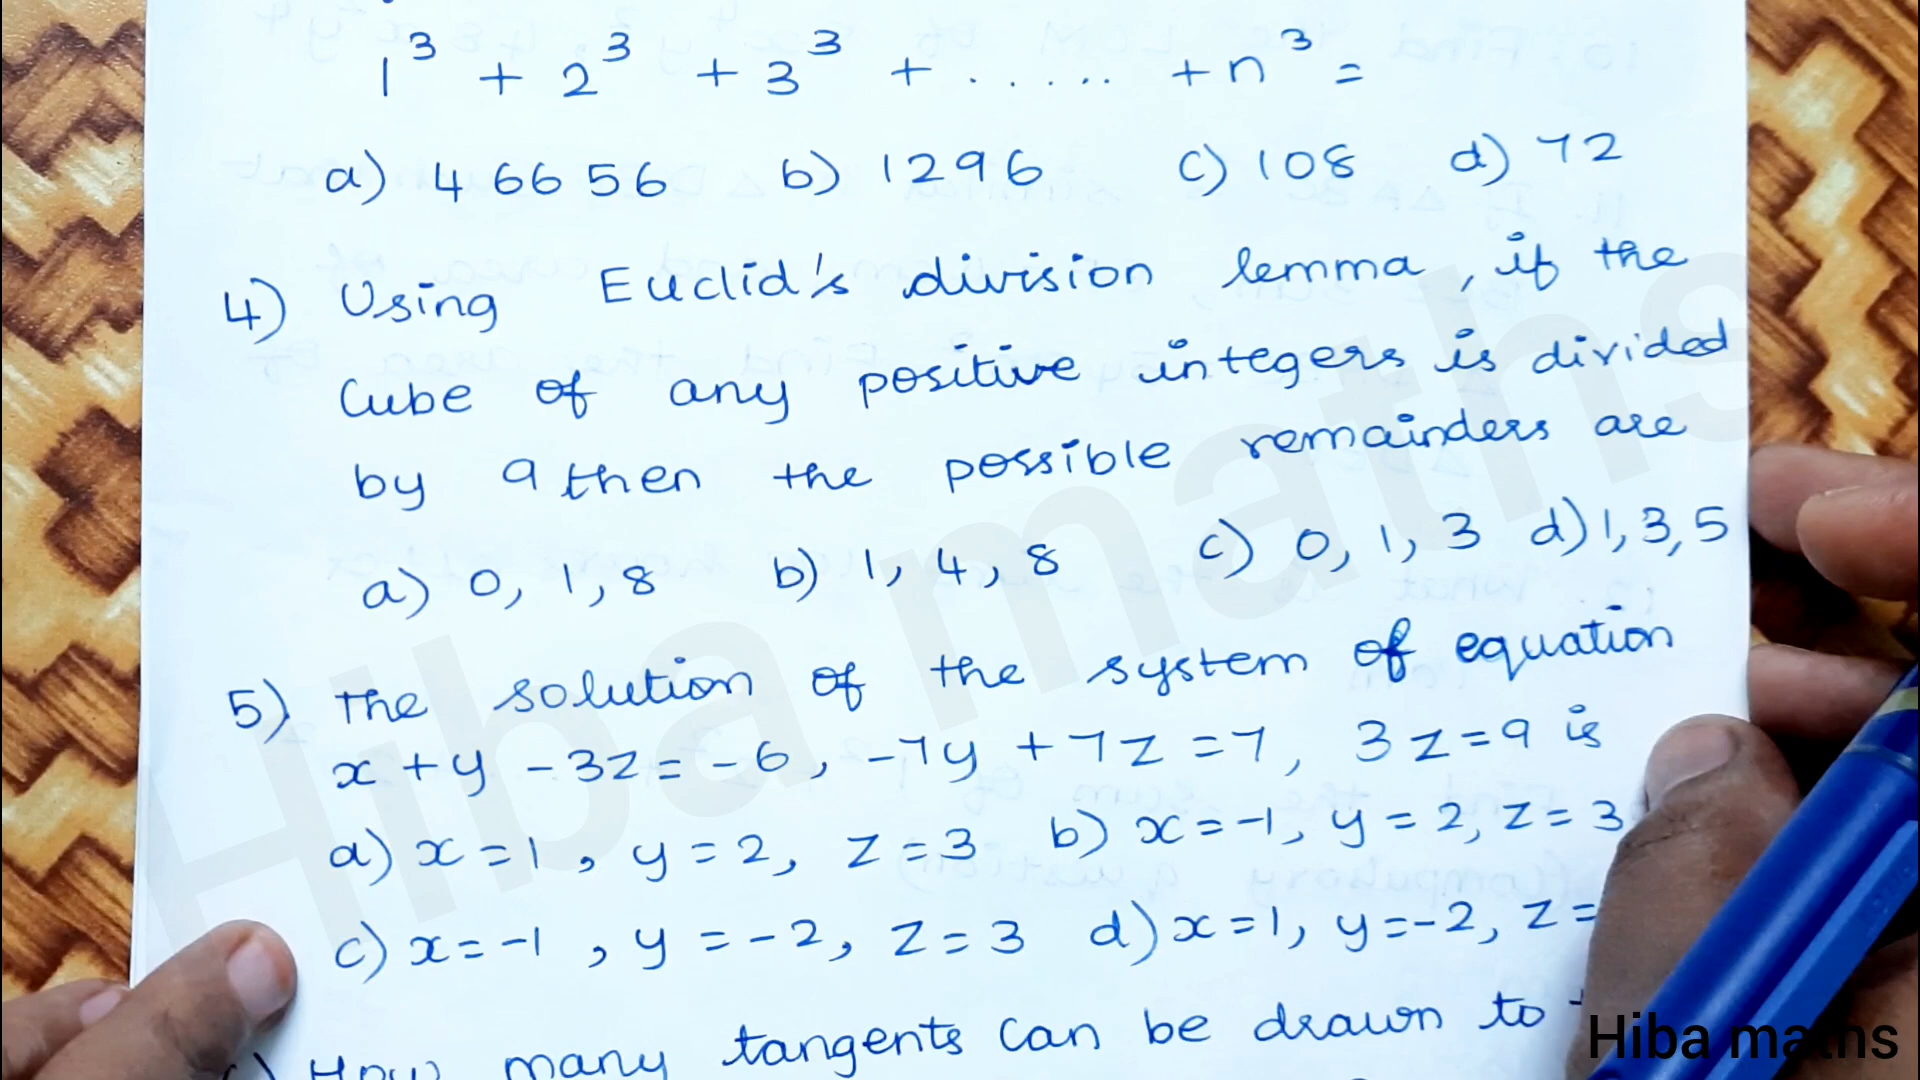 1³ + 2³ + 3³ + ..... + n³ =
a) 46656 b) 1296 c) 108 d) 72
4) Using Euclid's division lemma, if the
Cube of any positive integers is divided
by 9 then the possible remainders are
a) 0, 1, 8 b) 1, 4, 8 c) 0, 1, 3 d) 1, 3, 5
5) The solution of the system of equation
x + y - 3z = -6, -7y + 7z = 7, 3z = 9 is
a) x = 1, y = 2, z = 3 b) x = -1, y = 2, z = 3
c) x = -1, y = -2, z = 3 d) x = 1, y = -2, z =
How many tangents can be drawn to
Hiba maths
Hiba maths